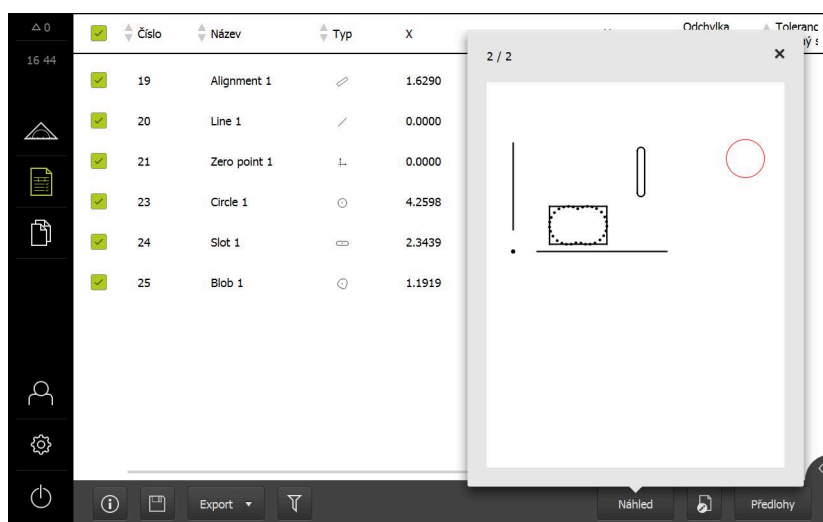 △ 0
16 44
Číslo Název Typ X Odchylka Toleranc
19 Alignment 1 1.6290
20 Line 1 0.0000
21 Zero point 1 0.0000
23 Circle 1 4.2598
24 Slot 1 2.3439
25 Blob 1 1.1919
2 / 2
Export
Náhled
Předlohy